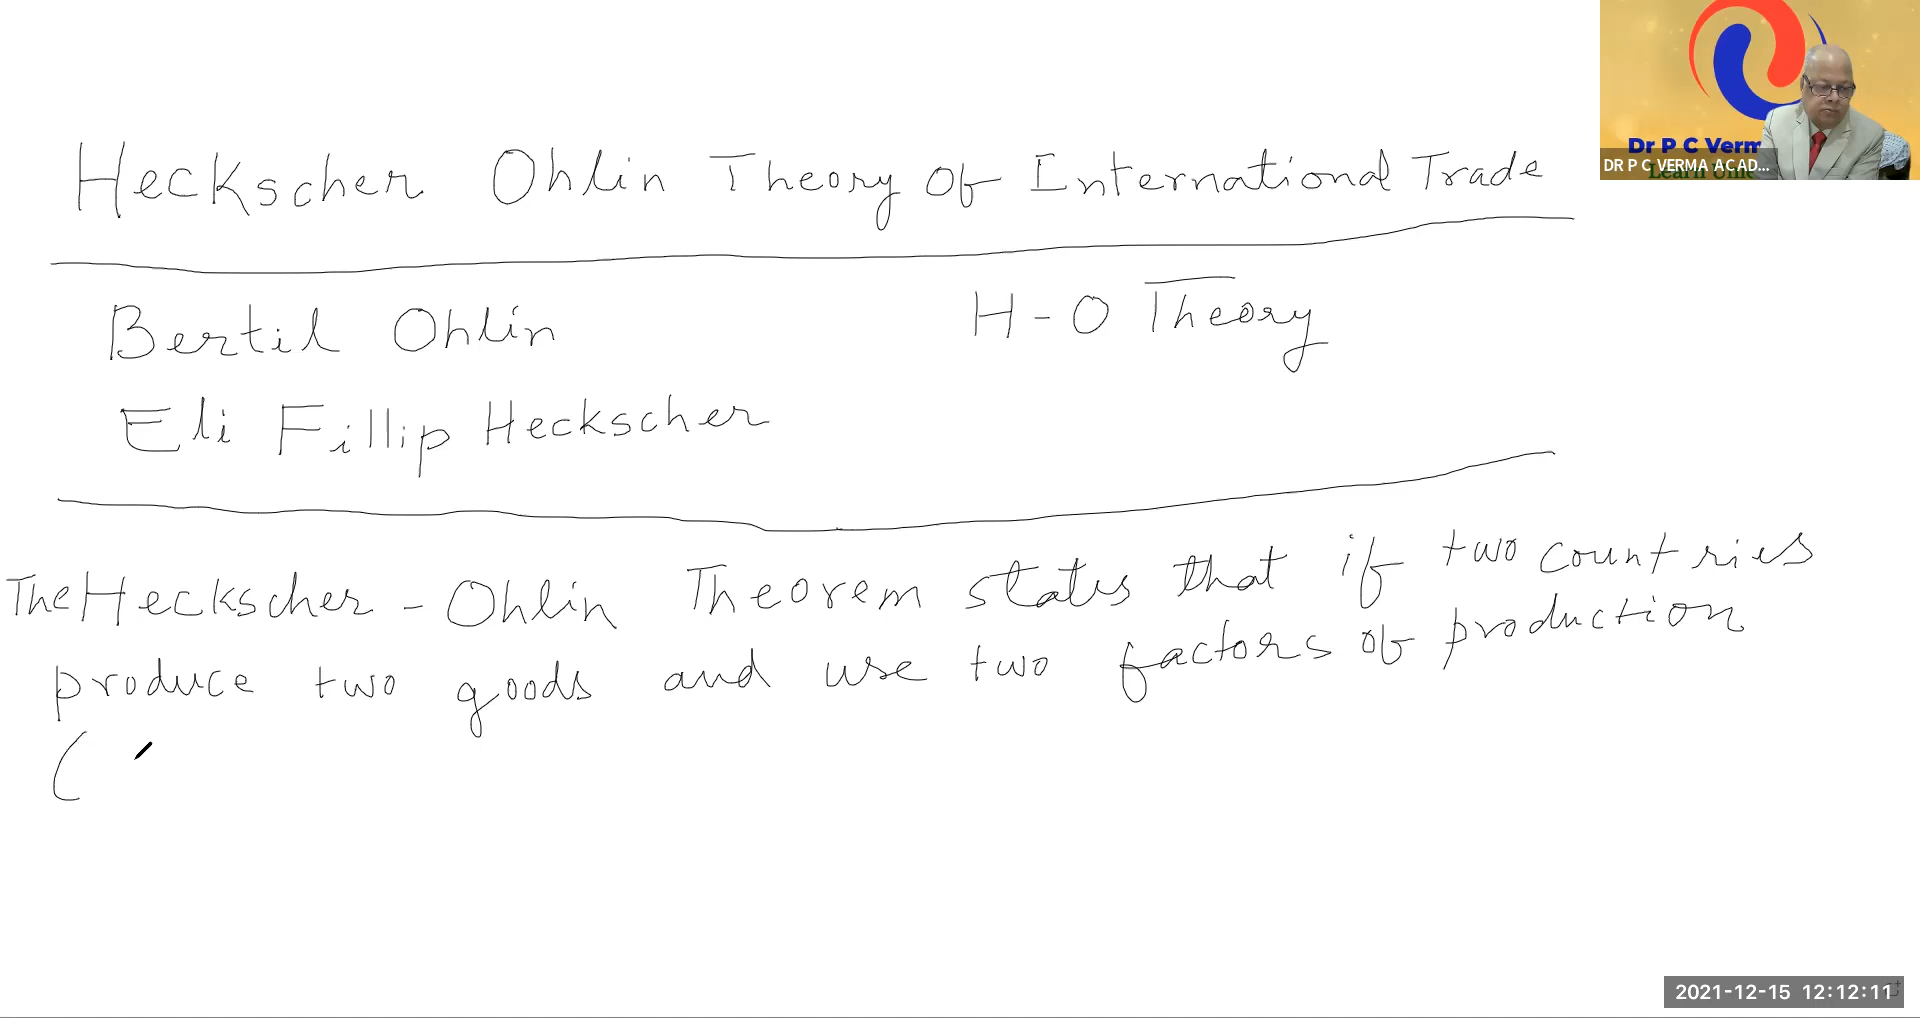 Heckscher Ohlin Theory of International Trade
Bertil Ohlin
H-O Theory
Eli Fillip Heckscher
The Heckscher - Ohlin Theorem states that if two countries
produce two goods and use two factors of production
(
Dr P C Verm
DR P C VERMA ACAD...
2021-12-15 12:12:11